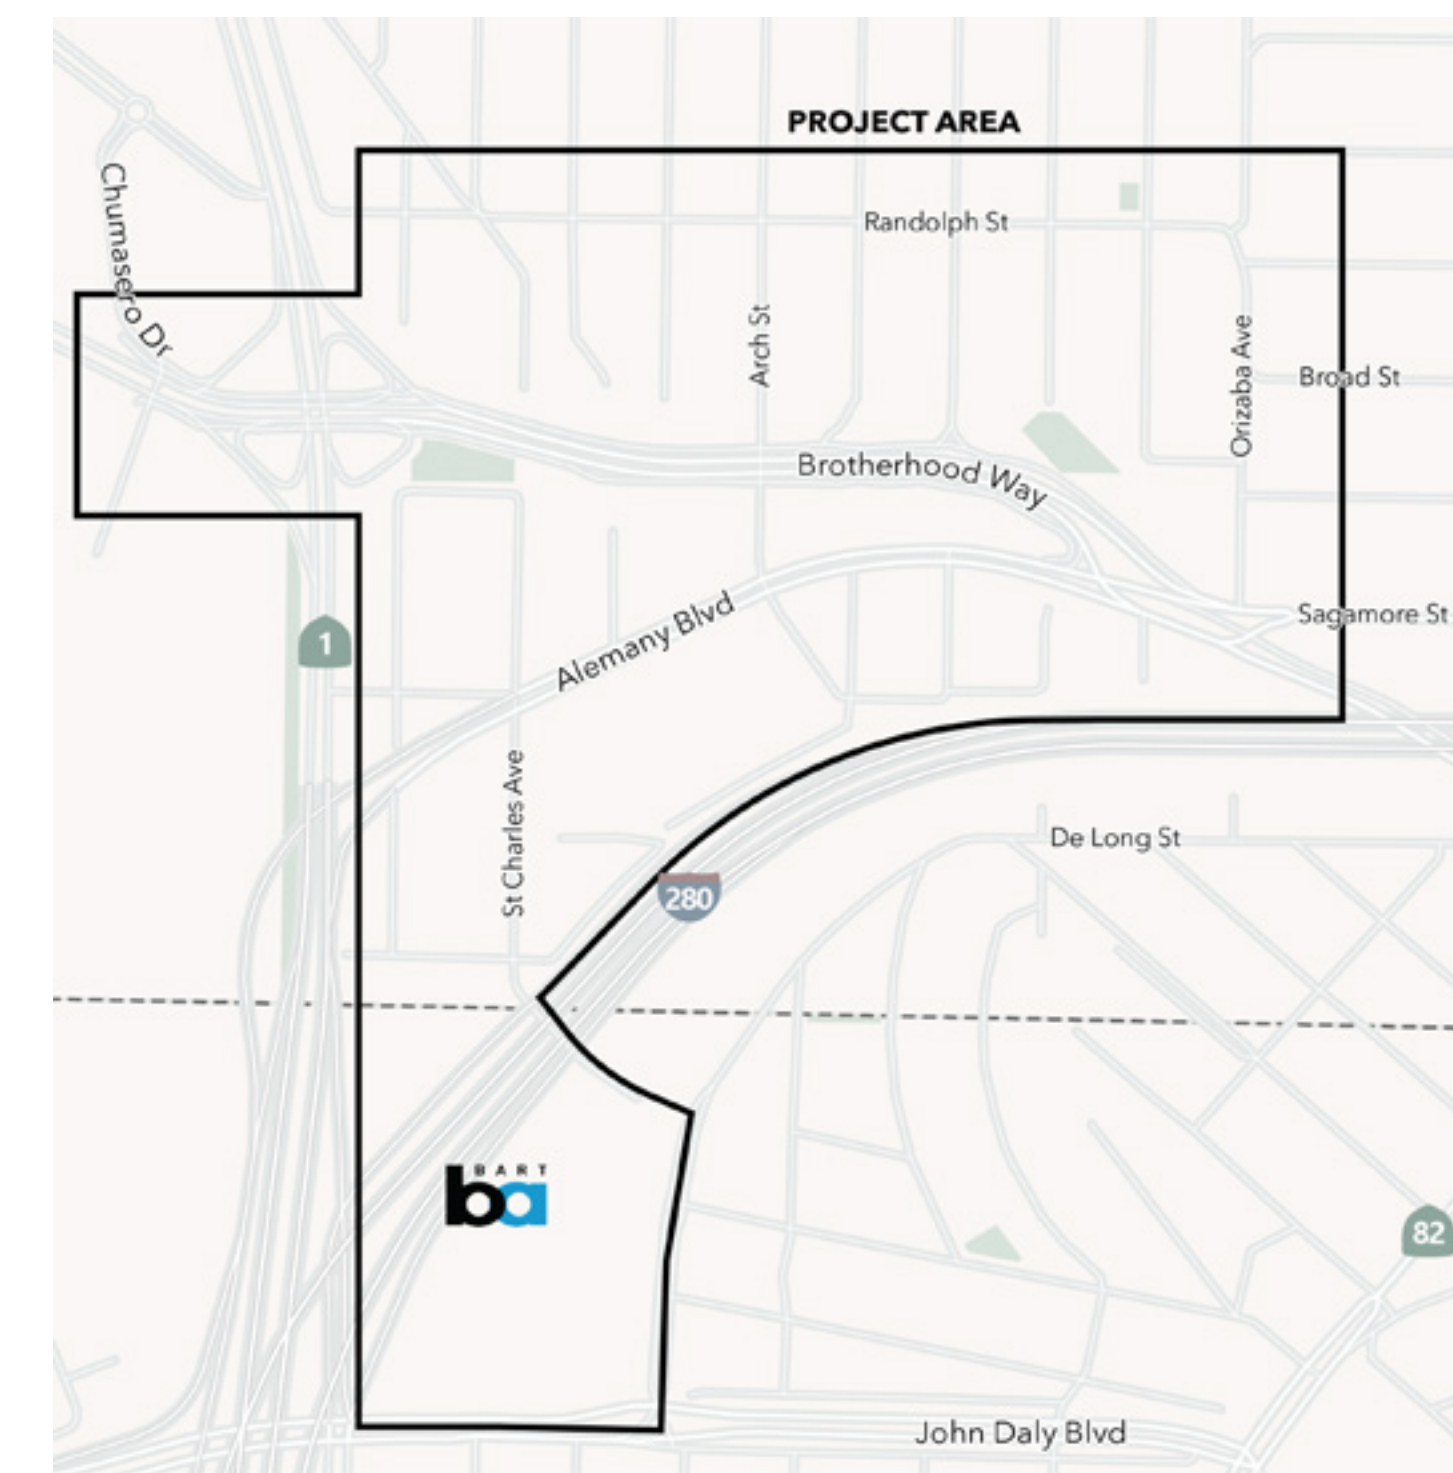 PROJECT AREA
Chumasero Dr
Randolph St
Arch St
Orizaba Ave
Broad St
Brotherhood Way
Alemany Blvd
Sagamore St
1
St Charles Ave
De Long St
280
BART
ba
82
John Daly Blvd